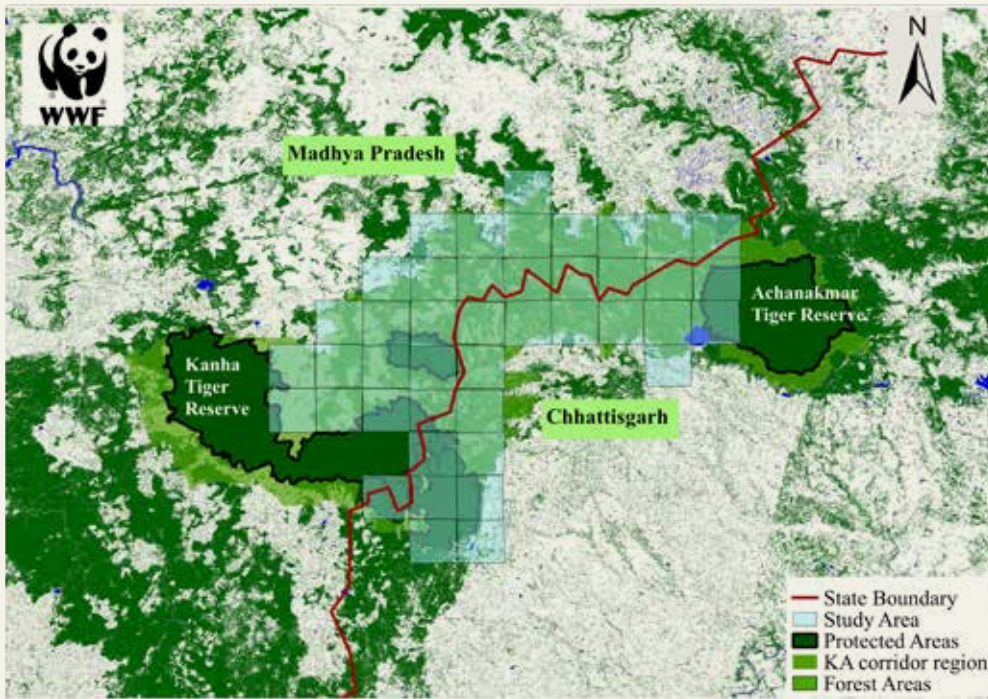 WWF
N
Madhya Pradesh
Kanha
Tiger
Reserve
Achanakmar
Tiger Reserve
Chhattisgarh
State Boundary
Study Area
Protected Areas
KA corridor region
Forest Areas